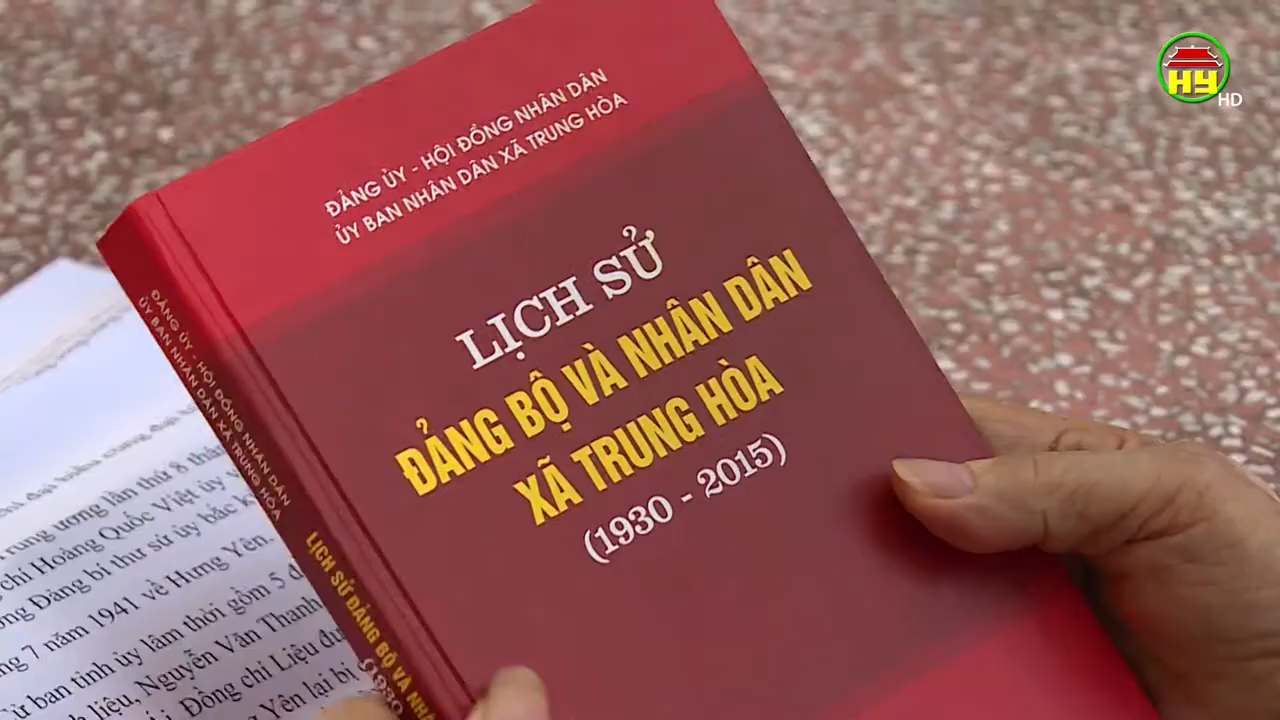 HY
HD
ĐẢNG ỦY - HỘI ĐỒNG NHÂN DÂN
ỦY BAN NHÂN DÂN XÃ TRUNG HÒA
LỊCH SỬ
ĐẢNG BỘ VÀ NHÂN DÂN
XÃ TRUNG HÒA
(1930 - 2015)
ĐẢNG ỦY - HỘI ĐỒNG NHÂN DÂN
ỦY BAN NHÂN DÂN XÃ TRUNG HÒA
LỊCH SỬ ĐẢNG BỘ VÀ
(1930
ương lần thứ 8
chí Hoàng Quốc Việt ủy
Đảng bí thư sứ ủy bắc
7 năm 1941 về Hưng Yên
ban tỉnh ủy lâm thời gồm 5
liệu, Nguyễn Văn Thanh
Đồng chí Liệu
Yên lại bị